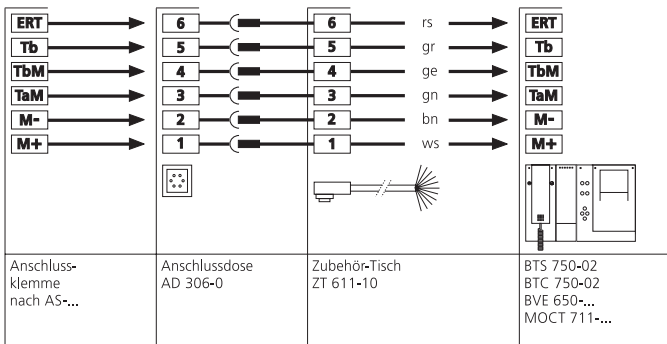 ERT 6 6 rs ERT
Tb 5 5 gr Tb
TbM 4 4 ge TbM
TaM 3 3 gn TaM
M- 2 2 bn M-
M+ 1 1 ws M+
Anschluss-
klemme
nach AS-...
Anschlussdose
AD 306-0
Zubehör-Tisch
ZT 611-10
BTS 750-02
BTC 750-02
BVE 650-...
MOCT 711-...